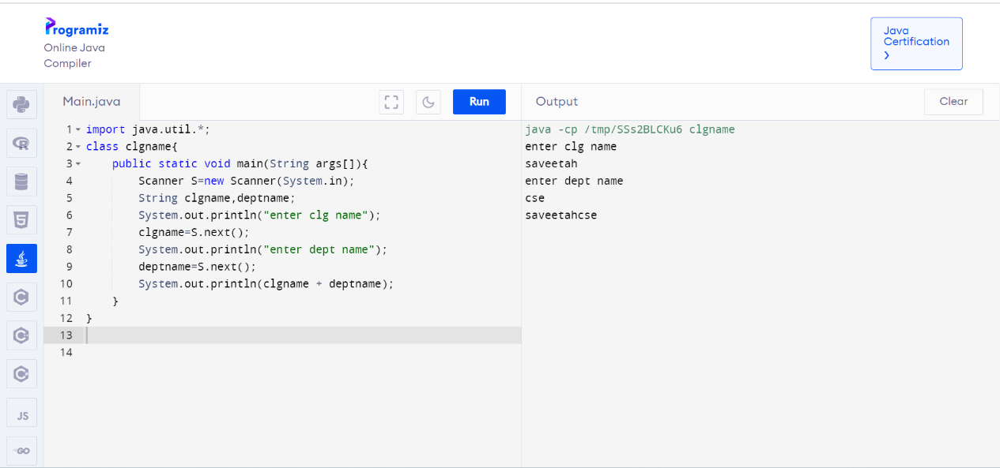 Programiz
Online Java
Compiler
Java
Certification
Main.java
Run
Output
Clear
1 import java.util.*;
2 class clgname{
3 public static void main(String args[]){
4 Scanner S=new Scanner(System.in);
5 String clgname,deptname;
6 System.out.println("enter clg name");
7 clgname=S.next();
8 System.out.println("enter dept name");
9 deptname=S.next();
10 System.out.println(clgname + deptname);
11 }
12 }
13
14
java -cp /tmp/SSs2BLCKu6 clgname
enter clg name
saveetah
enter dept name
cse
saveetahcse
R
5
C
C
C
JS
GO